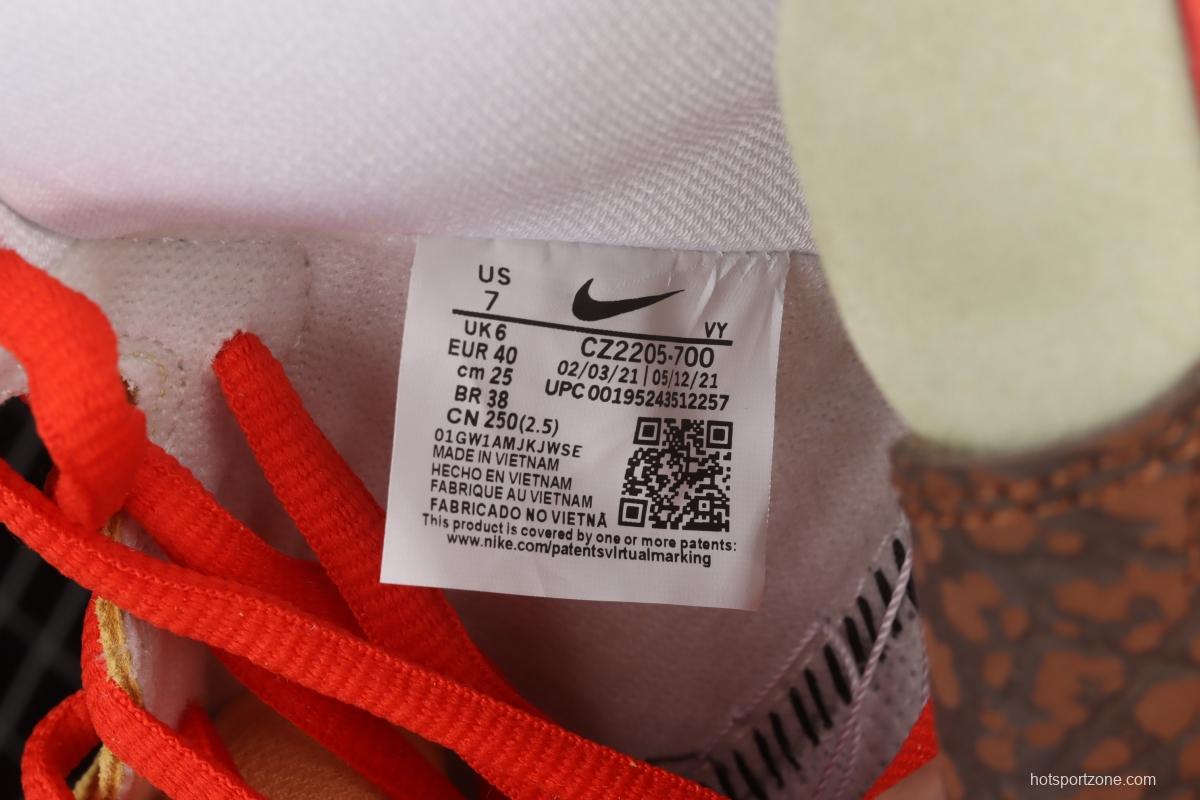 US
7
VY
UK 6
EUR 40
cm 25
BR 38
CN 250(2.5)
CZ2205-700
02/03/21 | 05/12/21
UPC 00195243512257
01GW1AMJKJWSE
MADE IN VIETNAM
HECHO EN VIETNAM
FABRIQUE AU VIETNAM
FABRICADO NO VIETNA
This product is covered by one or more patents:
www.nike.com/patentsvirtualmarking
hotsportzone.com